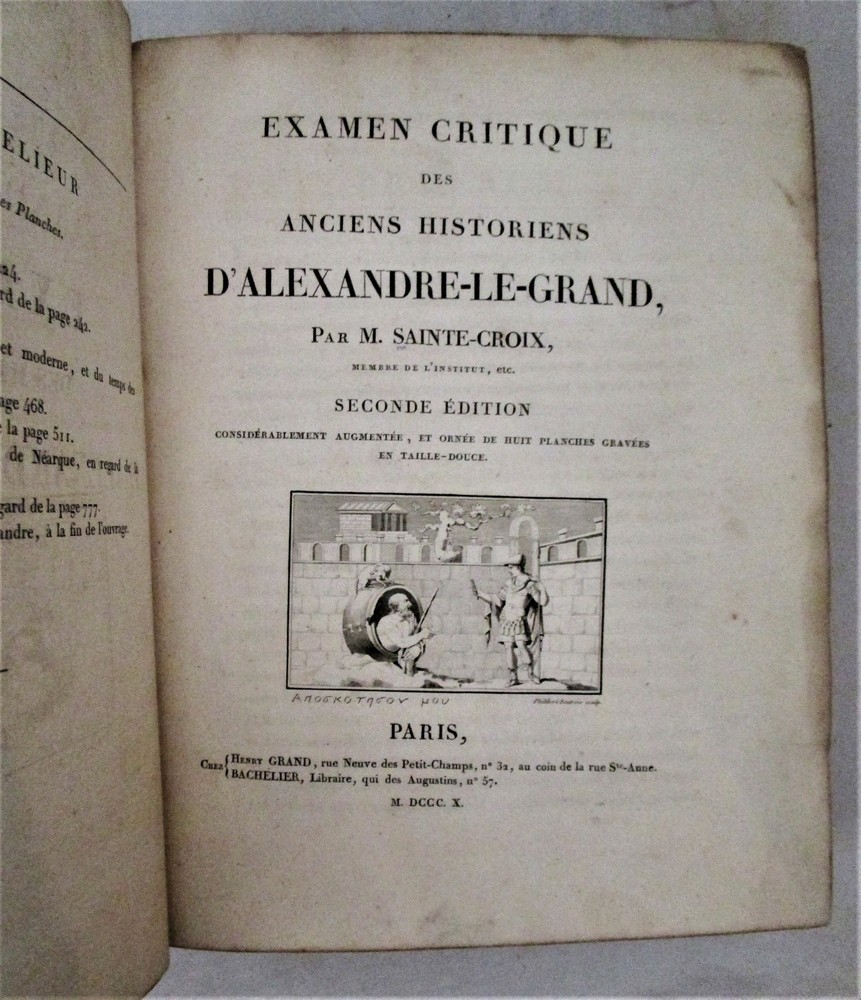 ELIEUR
es Planches.
24.
rd de la page 242.
et moderne, et du temps des
age 468.
la page 511.
de Néarque, en regard de la
gard de la page 777.
andre, à la fin de l'ouvrage.
EXAMEN CRITIQUE
DES
ANCIENS HISTORIENS
D'ALEXANDRE-LE-GRAND,
PAR M. SAINTE-CROIX,
MEMBRE DE L'INSTITUT, etc.
SECONDE ÉDITION
CONSIDÉRABLEMENT AUGMENTÉE, ET ORNÉE DE HUIT PLANCHES GRAVÉES
EN TAILLE-DOUCE.
ΑΠΟΣΚΟΤΗΣΟΝ ΜΟΥ
PARIS,
CHEZ { HENRY GRAND, rue Neuve des Petit-Champs, n° 32, au coin de la rue Ste-Anne.
BACHELIER, Libraire, qui des Augustins, n° 57.
M. DCCC. X.